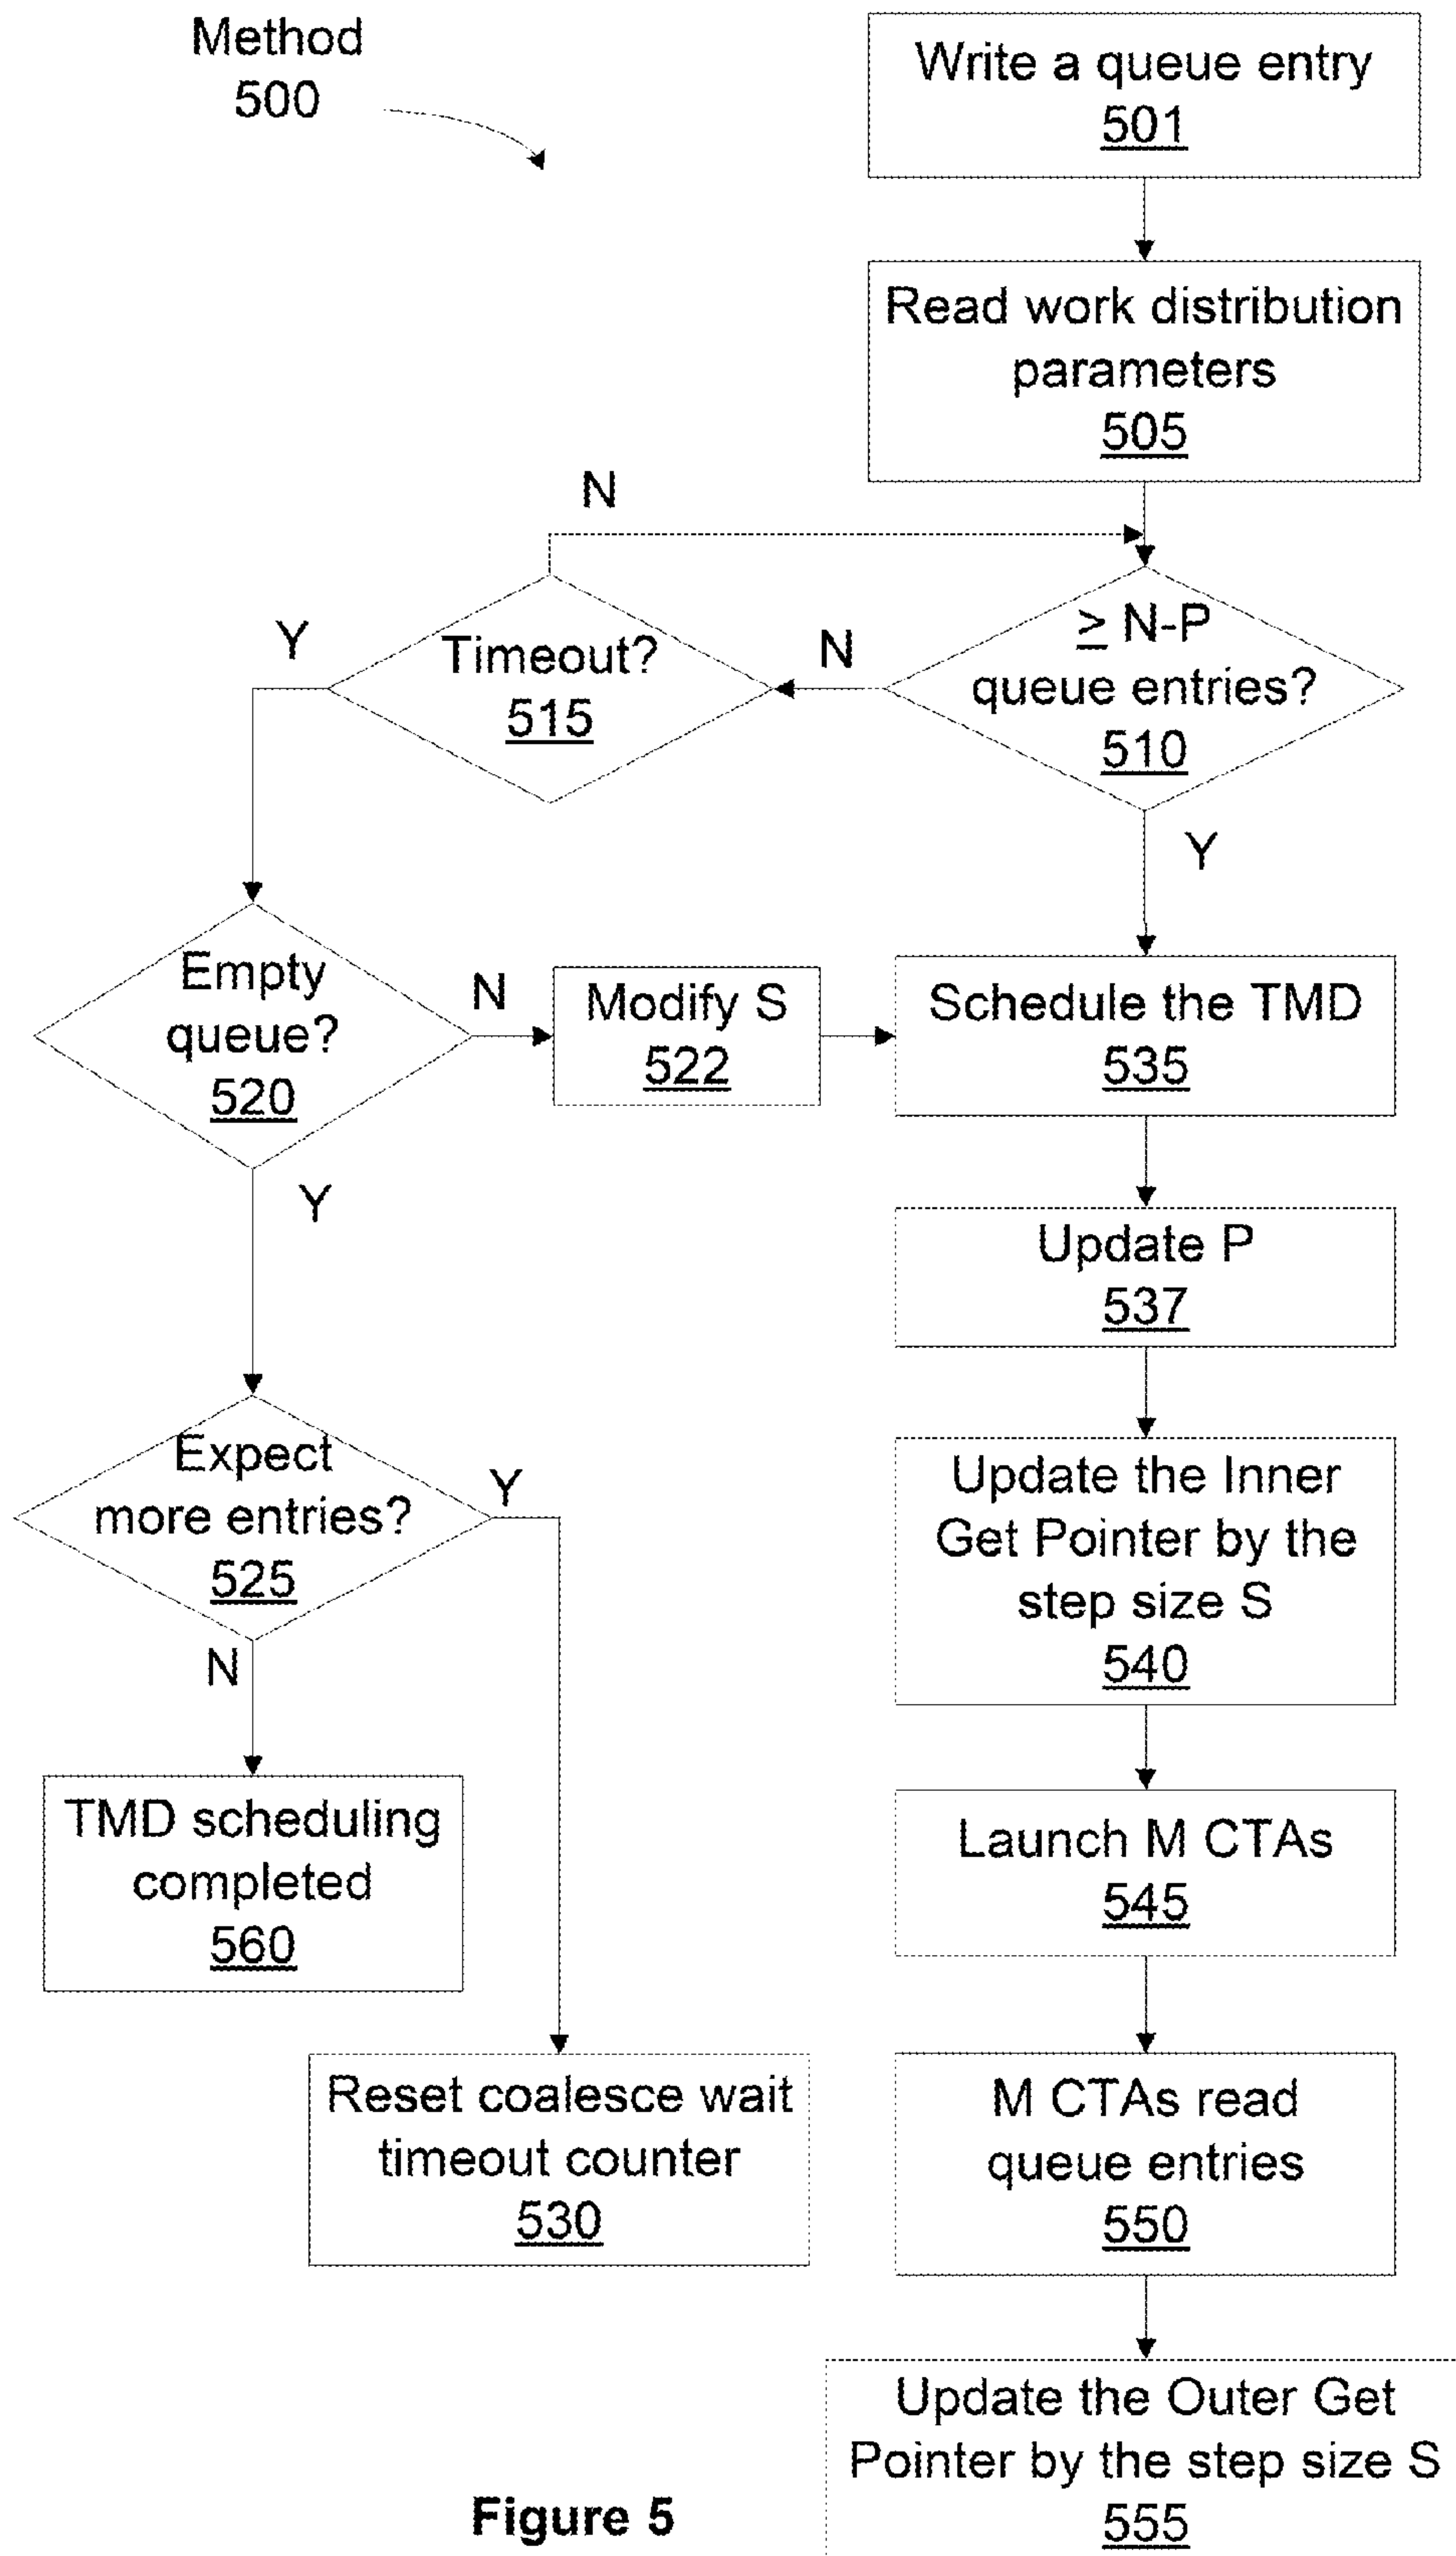 Method
500
Write a queue entry
501
Read work distribution
parameters
505
N
≥ N-P
queue entries?
510
N
Timeout?
515
Y
Y
Empty
queue?
520
N
Modify S
522
Schedule the TMD
535
Y
Update P
537
Expect
more entries?
525
Y
N
Update the Inner
Get Pointer by the
step size S
540
TMD scheduling
completed
560
Launch M CTAs
545
Reset coalesce wait
timeout counter
530
M CTAs read
queue entries
550
Update the Outer Get
Pointer by the step size S
555
Figure 5